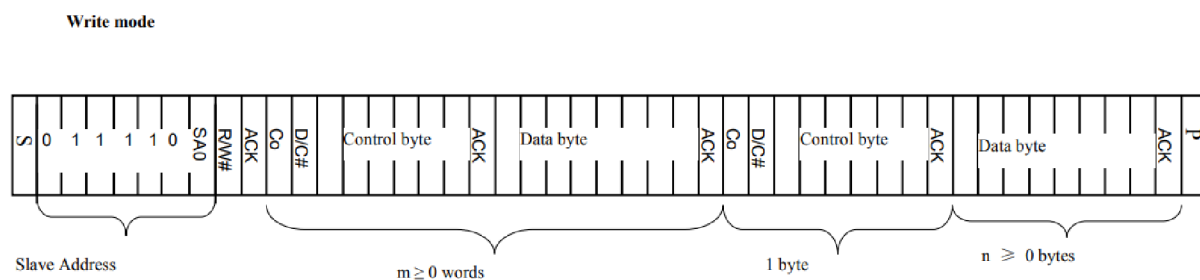 Write mode
S 0 1 1 1 1 0 SA0 R/W# ACK Co D/C# Control byte ACK Data byte ACK Co D/C# Control byte ACK Data byte ACK P
Slave Address
m ≥ 0 words
1 byte
n ≥ 0 bytes